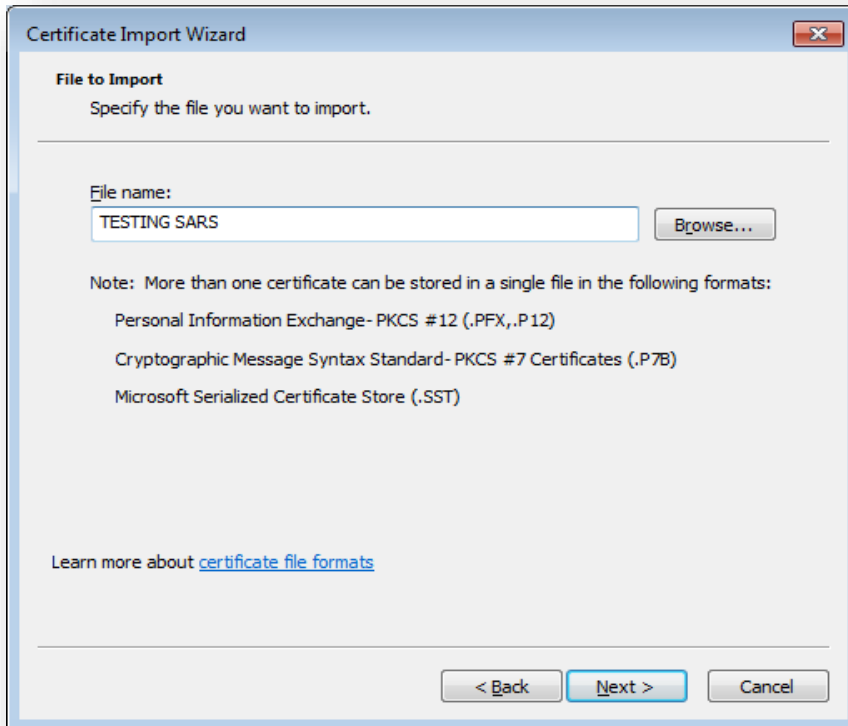 Certificate Import Wizard
File to Import
Specify the file you want to import.
File name:
TESTING SARS
Browse...
Note: More than one certificate can be stored in a single file in the following formats:
Personal Information Exchange- PKCS #12 (.PFX,.P12)
Cryptographic Message Syntax Standard- PKCS #7 Certificates (.P7B)
Microsoft Serialized Certificate Store (.SST)
Learn more about certificate file formats
< Back Next > Cancel